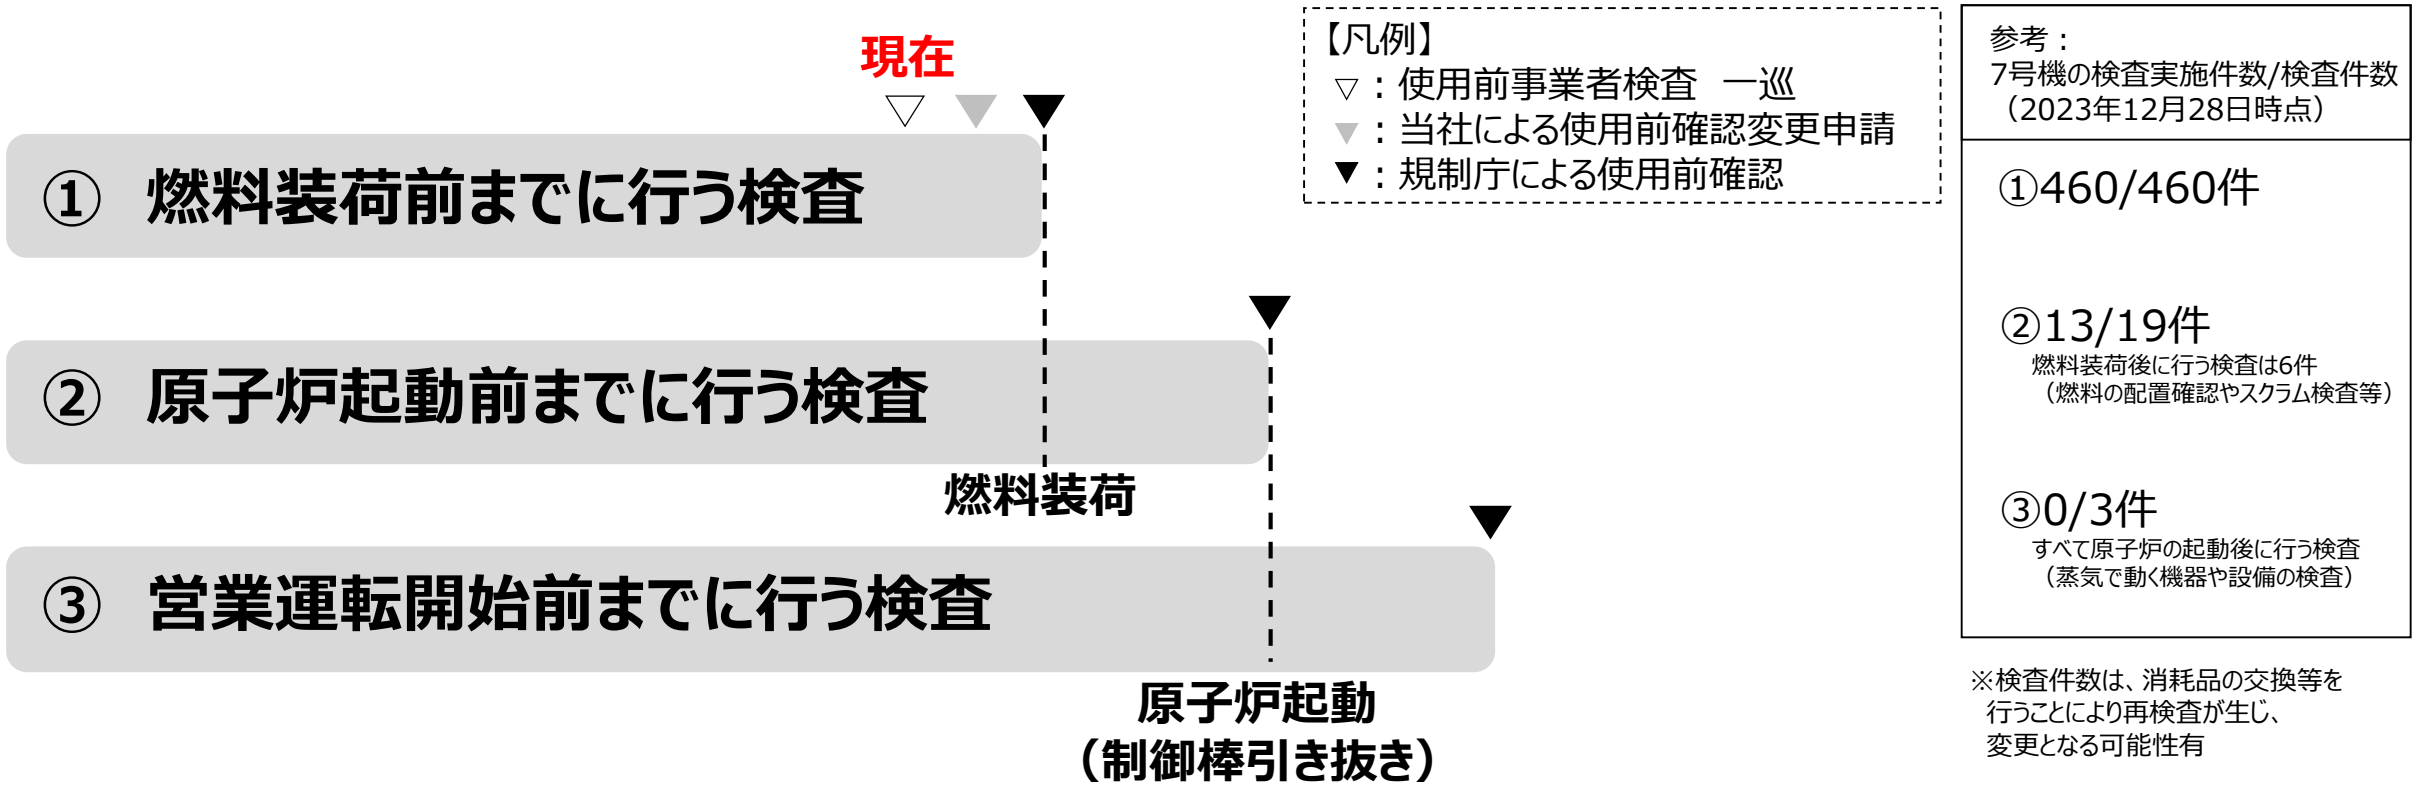 現在
① 燃料装荷前までに行う検査
② 原子炉起動前までに行う検査
燃料装荷
③ 営業運転開始前までに行う検査
原子炉起動
（制御棒引き抜き）
【凡例】
▽：使用前事業者検査　一巡
▼：当社による使用前確認変更申請
▼：規制庁による使用前確認
参考：
7号機の検査実施件数/検査件数
（2023年12月28日時点）
①460/460件
②13/19件
燃料装荷後に行う検査は6件
（燃料の配置確認やスクラム検査等）
③0/3件
すべて原子炉の起動後に行う検査
（蒸気で動く機器や設備の検査）
※検査件数は、消耗品の交換等を
行うことにより再検査が生じ、
変更となる可能性有